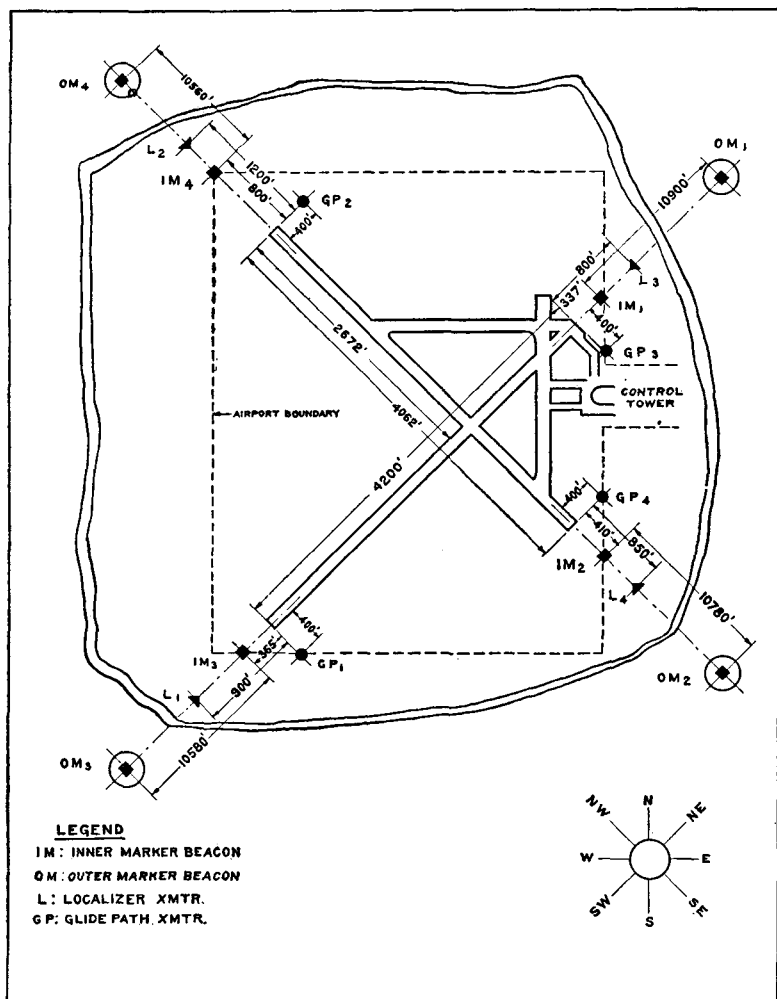 OM4
10560'
L2
1200'
IM4
800'
GP2
400'
OM1
10900'
800'
L3
337'
IM1
400'
GP3
2672'
4062'
AIRPORT BOUNDARY
CONTROL
TOWER
4200'
400'
GP4
410'
850'
IM2
L4
10780'
OM2
400'
IM3
365'
GP1
900'
L1
10580'
OM3
LEGEND
IM: INNER MARKER BEACON
OM: OUTER MARKER BEACON
L: LOCALIZER XMTR.
GP: GLIDE PATH XMTR.
NW
N
NE
W
E
SW
S
SE